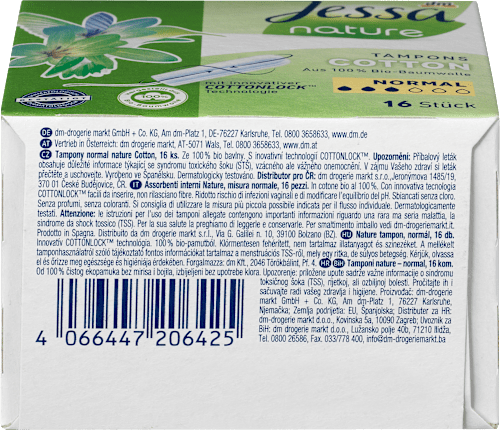 Jessa
dm
nature
TAMPONS
COTTON
Aus 100% Bio-Baumwolle
mit innovativer
COTTONLOCK™
Technologie
NORMAL
16 Stück
DE dm-drogerie markt GmbH + Co. KG, Am dm-Platz 1, DE-76227 Karlsruhe, Tel. 0800 3658633, www.dm.de
AT Vertrieb in Österreich: dm drogerie markt GmbH, AT-5071 Wals, Tel. 0800 3658633, www.dm.at
CZ Tampony normal nature Cotton, 16 ks. Ze 100 % bio bavlny. S inovativní technologií COTTONLOCK™. Upozornění: Příbalový leták
obsahuje důležité informace týkající se syndromu toxického šoku (TSS), vzácného ale velmi vážného onemocnění. V zájmu Vašeho zdraví si leták
přečtěte a uschovejte. Vyrobeno ve Španělsku. Dermatologicky testováno. Distributor pro ČR: dm drogerie markt s r.o., Jeronýmova 1485/19,
370 01 České Budějovice, ČR. IT Assorbenti interni Nature, misura normale, 16 pezzi. In cotone bio al 100 %. Con innovativa tecnologia
COTTONLOCK™ facili da inserire, non rilasciano fibre. Ridotto rischio di infezioni vaginali e di modificare l'equilibrio del pH. Sbiancati senza cloro.
Senza profumi, senza coloranti. Si consiglia di utilizzare la misura più piccola possibile indicata per il flusso individuale. Dermatologicamente
testati. Attenzione: le istruzioni per l'uso dei tamponi allegate contengono importanti informazioni riguardo una rara ma seria malattia, la
sindrome da shock tossico (TSS). Per la sua salute la preghiamo di leggerle e conservarle. Per smaltimento imballo vedi dm-drogeriemarkt.it.
Prodotto in Spagna. Distribuito da dm drogerie markt s.r.l., Via G. Galilei n. 10, 39100 Bolzano (BZ). HU Nature tampon, normál, 16 db.
Innovatív COTTONLOCK™ technológia. 100 % bio-pamutból. Klórmentesen fehérített, nem tartalmaz illatanyagot és színezéket. A mellékelt
tamponhasználatról szóló tájékoztató fontos információkat tartalmaz a menstruációs TSS-ről, mely egy ritka, de súlyos betegség. Kérjük, olvassa
el és őrizze meg egészsége és higiéniája érdekében. Forgalmazza: dm Kft., 2046 Törökbálint, Pf. 4. HR BIH Tamponi nature – normal, 16 kom.
Od 100 % čistog ekopamuka bez mirisa i bojila, izbijeljeni bez upotrebe klora. Upozorenje: priložene upute sadrže važne informacije o sindromu
toksičnog šoka (TSS), rijetkoj, ali ozbiljnoj bolesti. Pročitajte ih i
sačuvajte radi vašeg zdravlja i higijene. Proizvođač: dm-drogerie
markt GmbH + Co. KG, Am dm-Platz 1, 76227 Karlsruhe,
Njemačka; Zemlja podrijetla: EU, Španjolska; Distributer za HR:
dm-drogerie markt d.o.o., Kovinska 5a, 10090 Zagreb; Uvoznik za
BiH: dm drogerie markt d.o.o., Lužansko polje 40b, 71210 Ilidža,
Tel. 0800 26586, Fax. 033/778 400, info@dm-drogeriemarkt.ba
4 066447 206425